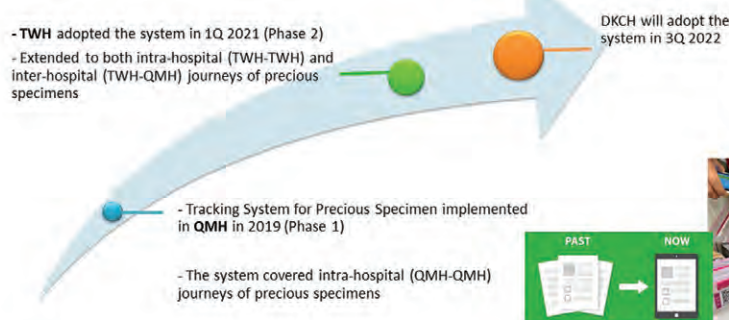 - TWH adopted the system in 1Q 2021 (Phase 2)
- Extended to both intra-hospital (TWH-TWH) and
inter-hospital (TWH-QMH) journeys of precious
specimens
DKCH will adopt the
system in 3Q 2022
- Tracking System for Precious Specimen implemented
in QMH in 2019 (Phase 1)
- The system covered intra-hospital (QMH-QMH)
journeys of precious specimens
PAST
NOW